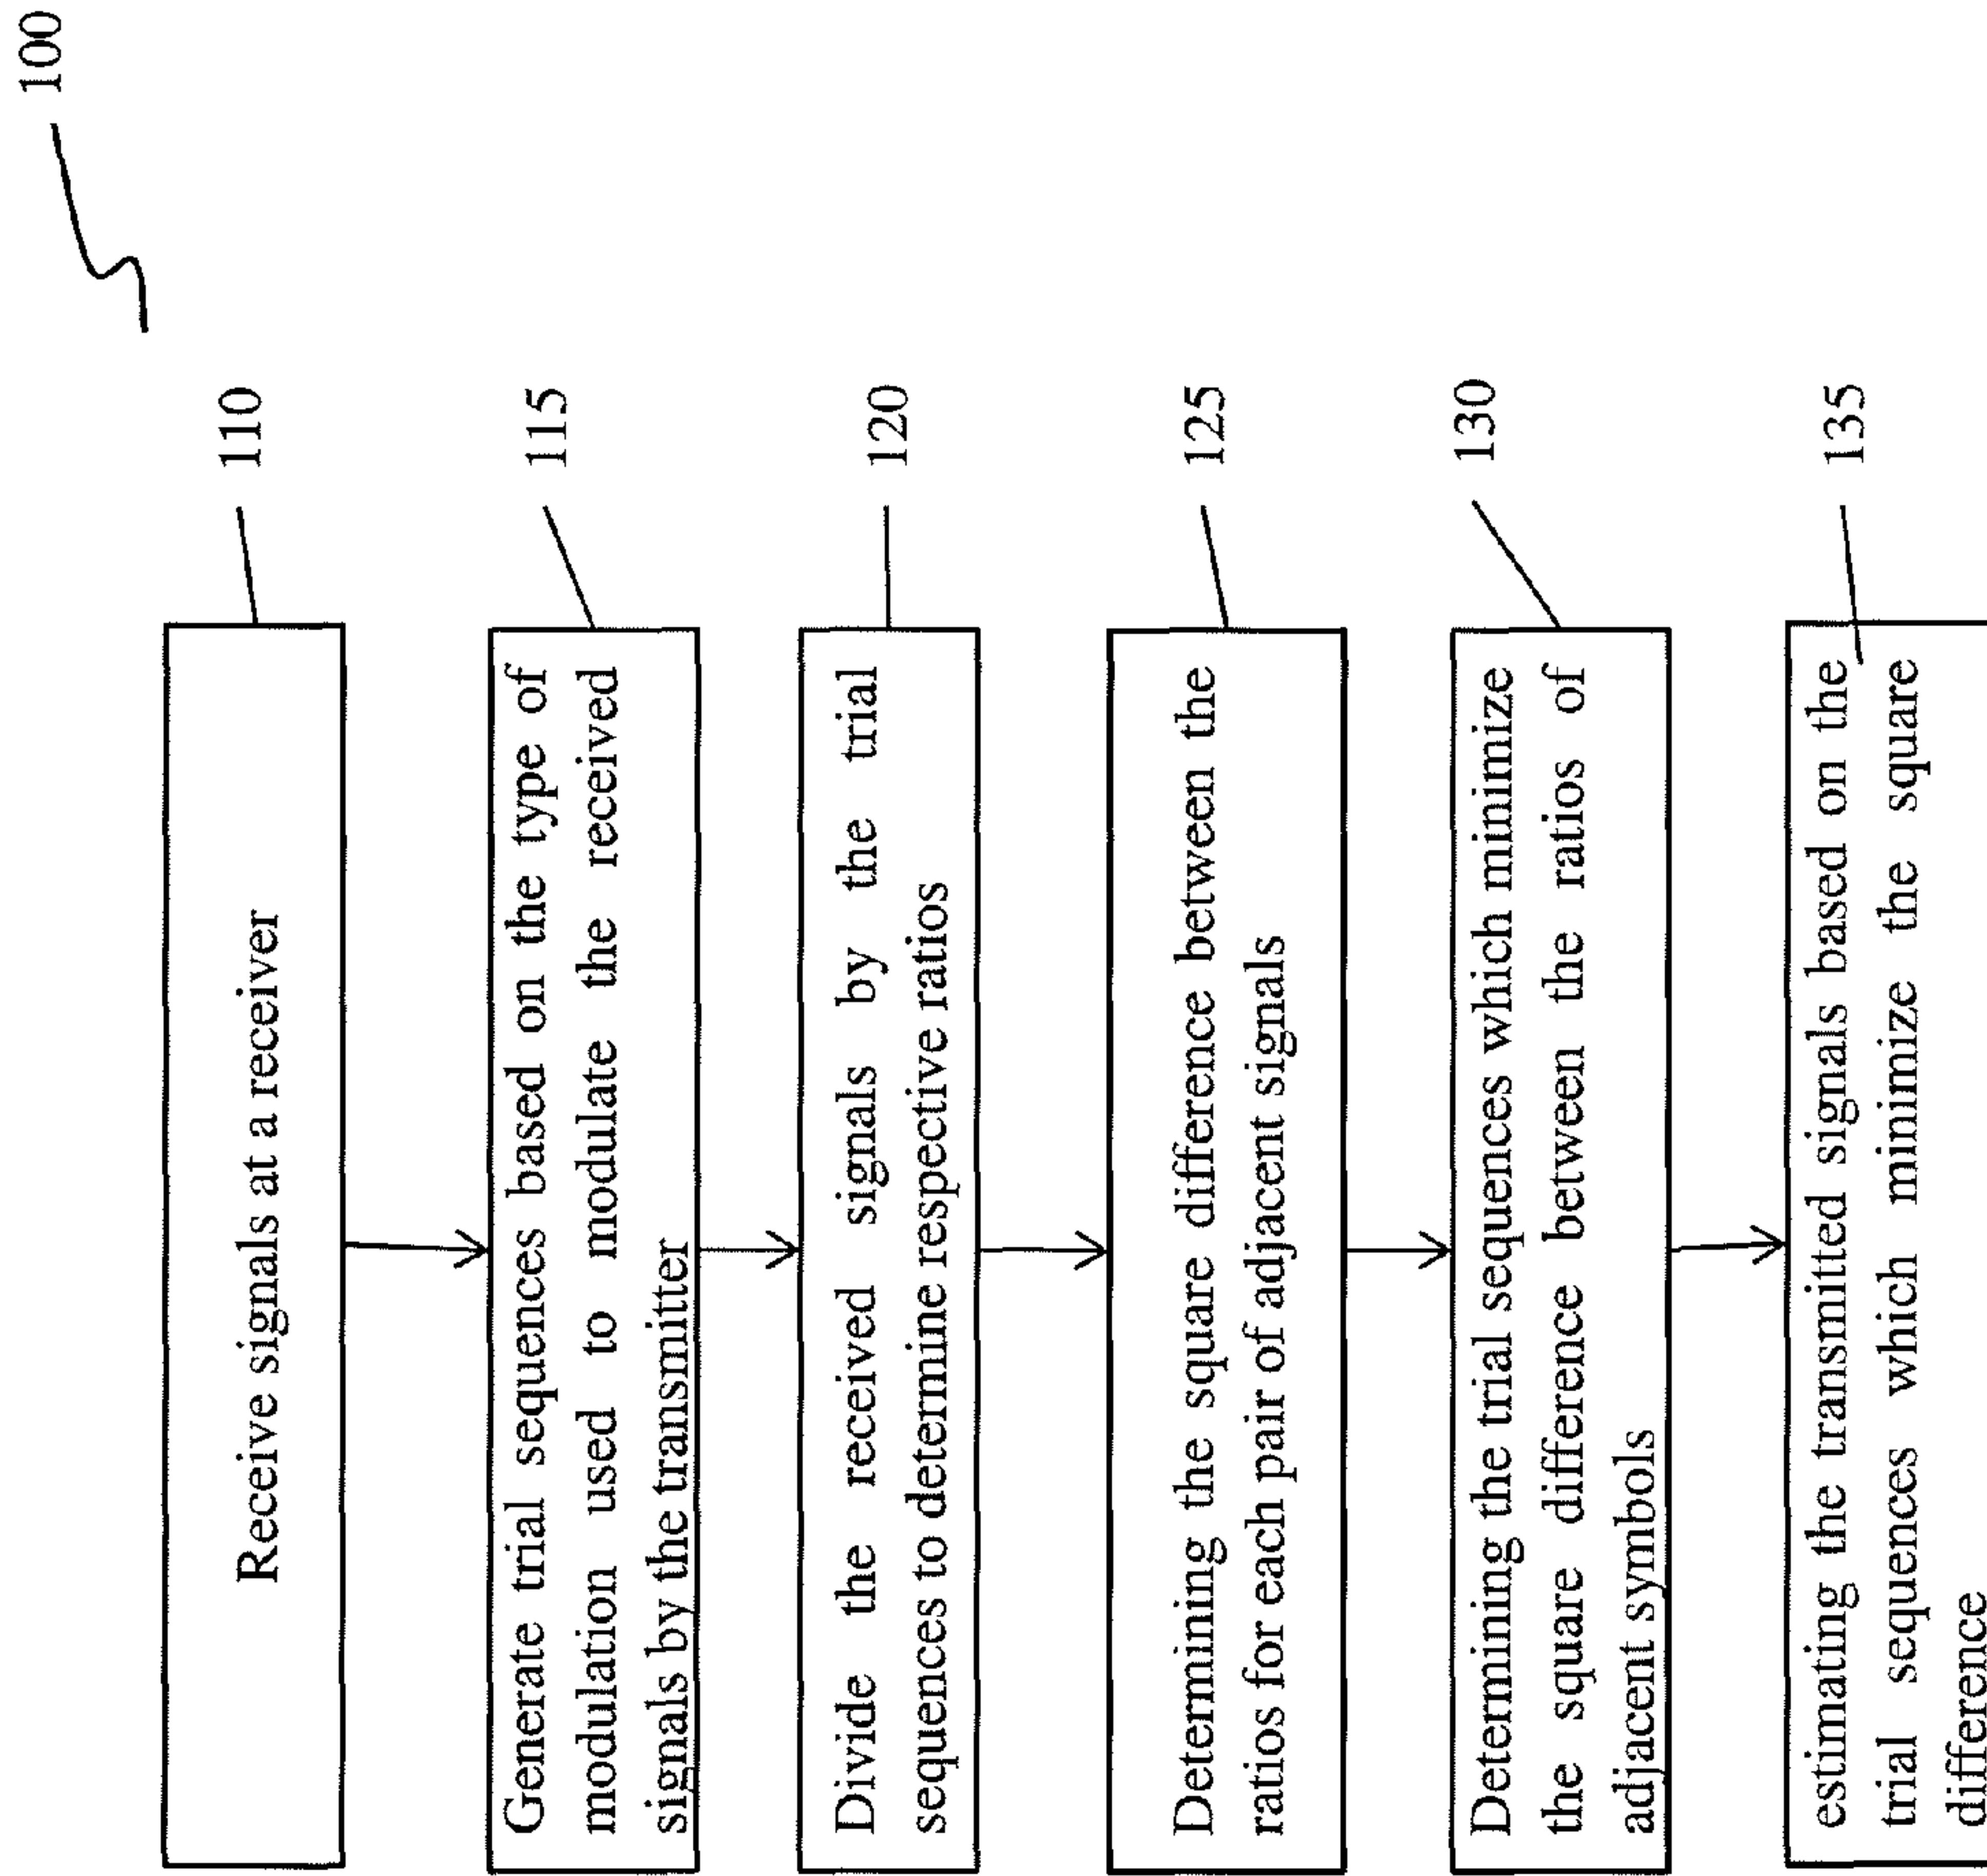 100
110
Receive signals at a receiver
115
Generate trial sequences based on the type of
modulation used to modulate the received
signals by the transmitter
120
Divide the received signals by the trial
sequences to determine respective ratios
125
Determining the square difference between the
ratios for each pair of adjacent signals
130
Determining the trial sequences which minimize
the square difference between the ratios of
adjacent symbols
135
estimating the transmitted signals based on the
trial sequences which minimize the square
difference